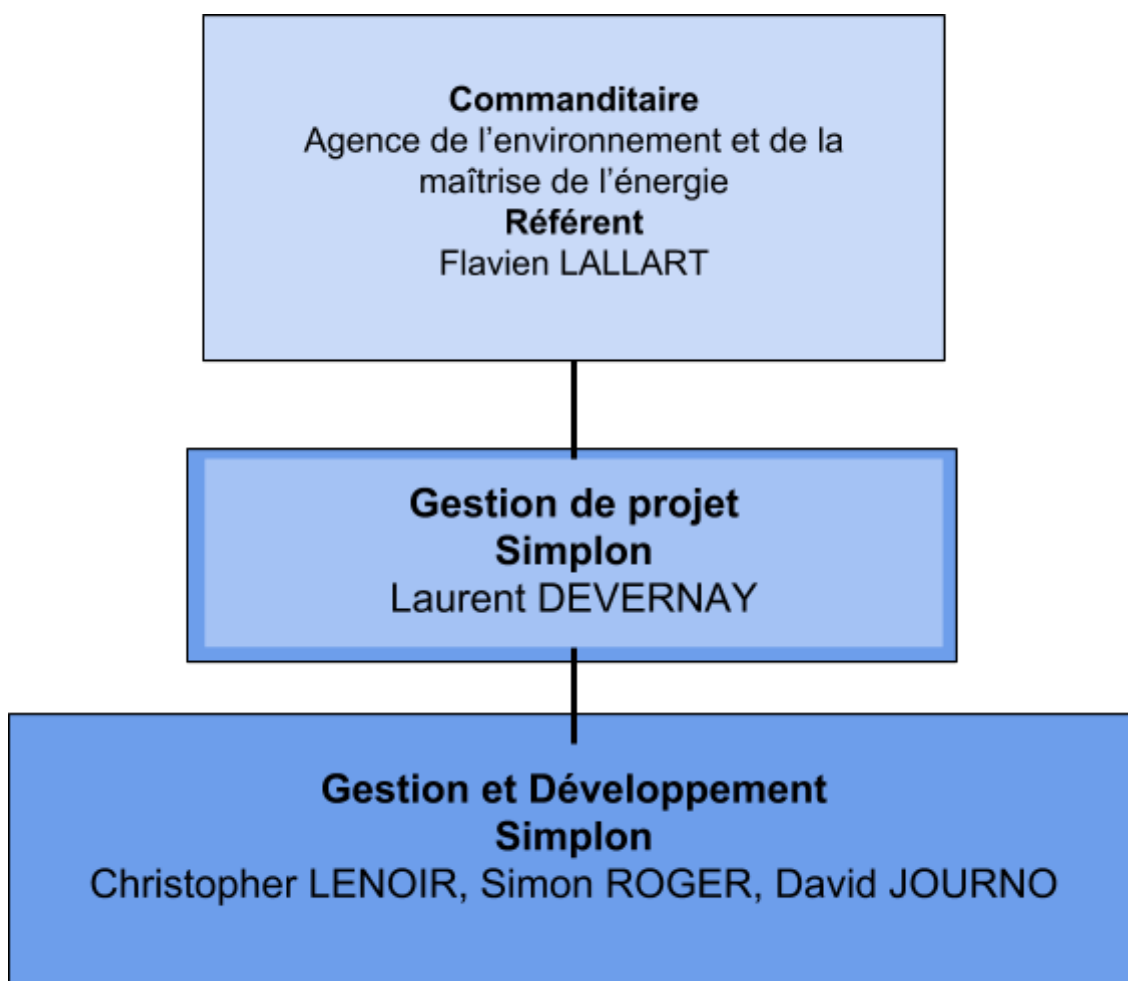 Commanditaire
Agence de l’environnement et de la
maîtrise de l’énergie
Référent
Flavien LALLART
Gestion de projet
Simplon
Laurent DEVERNAY
Gestion et Développement
Simplon
Christopher LENOIR, Simon ROGER, David JOURNO